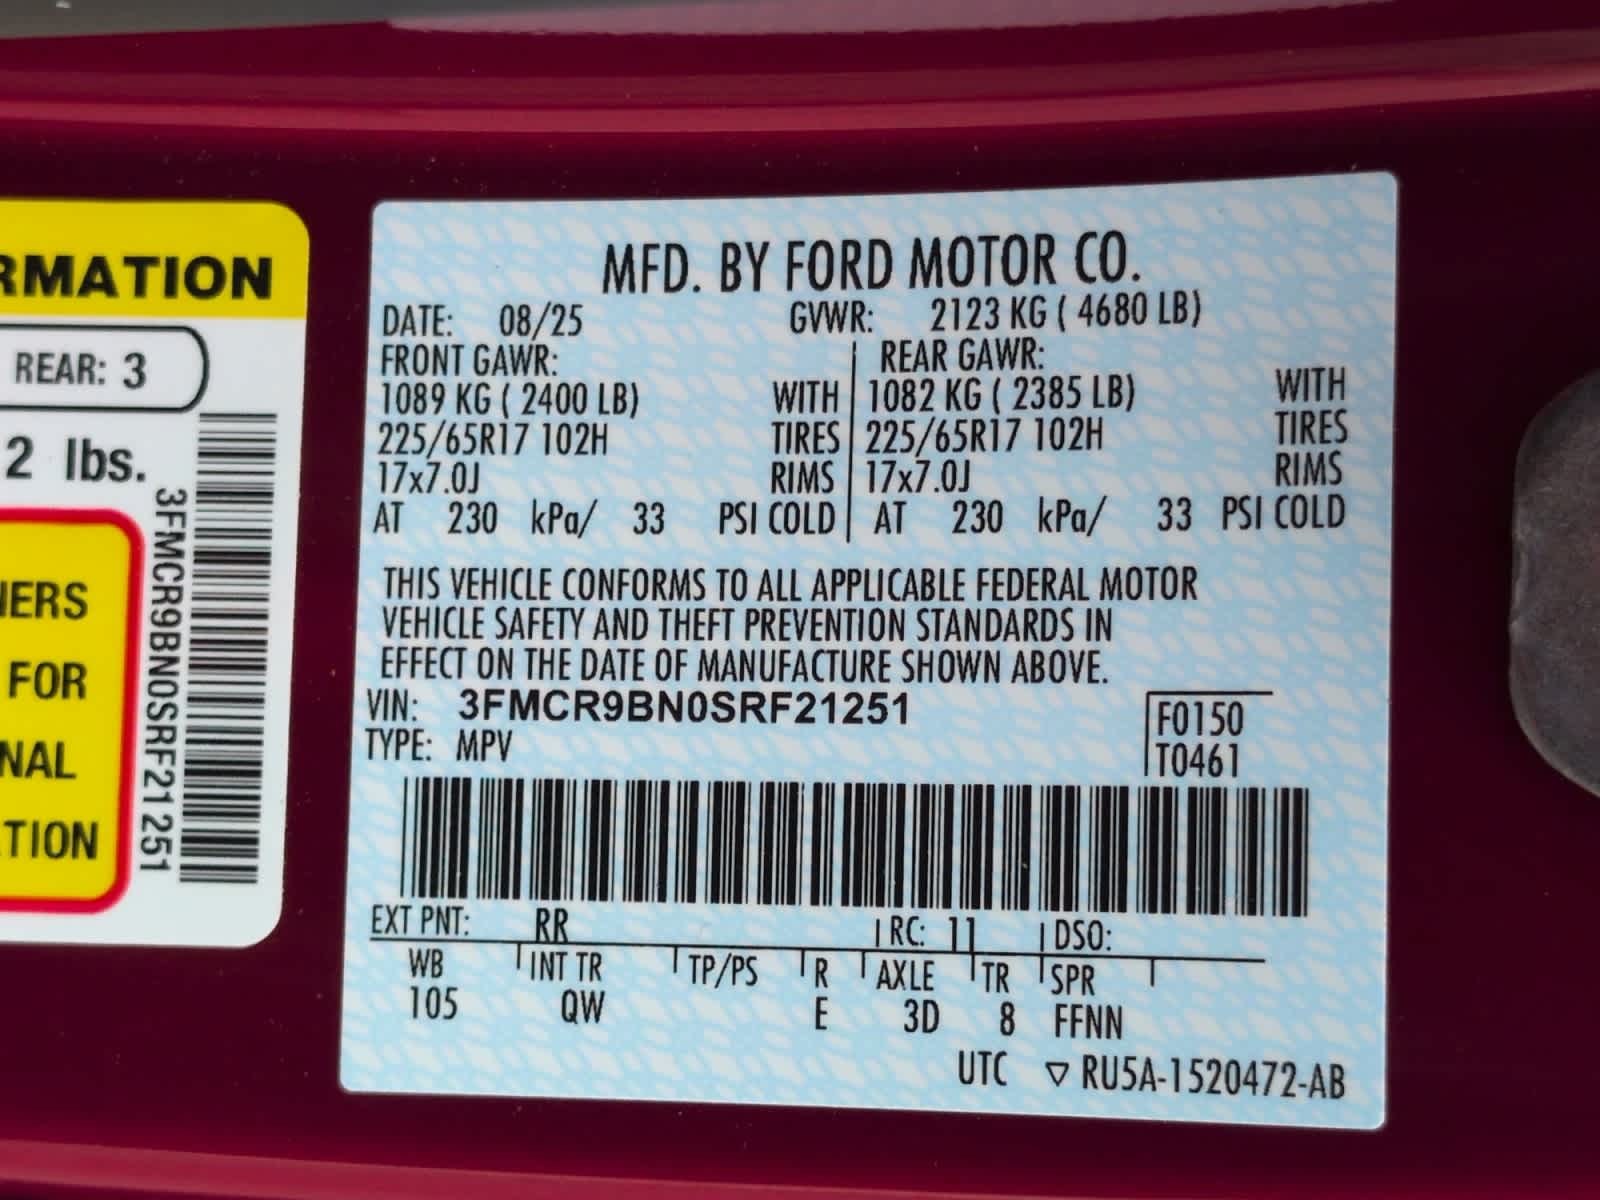 RMATION
REAR: 3
2 lbs.
NERS
FOR
NAL
TION
3FMCR9BN0SRF21251
MFD. BY FORD MOTOR CO.
DATE: 08/25 GVWR: 2123 KG ( 4680 LB)
FRONT GAWR: REAR GAWR:
1089 KG ( 2400 LB) WITH 1082 KG ( 2385 LB) WITH
225/65R17 102H TIRES 225/65R17 102H TIRES
17x7.0J RIMS 17x7.0J RIMS
AT 230 kPa/ 33 PSI COLD AT 230 kPa/ 33 PSI COLD
THIS VEHICLE CONFORMS TO ALL APPLICABLE FEDERAL MOTOR
VEHICLE SAFETY AND THEFT PREVENTION STANDARDS IN
EFFECT ON THE DATE OF MANUFACTURE SHOWN ABOVE.
VIN: 3FMCR9BN0SRF21251 F0150
TYPE: MPV T0461
EXT PNT: RR RC: 11 DSO:
WB INT TR TP/PS R AXLE TR SPR
105 QW E 3D 8 FFNN
UTC ▽ RU5A-1520472-AB